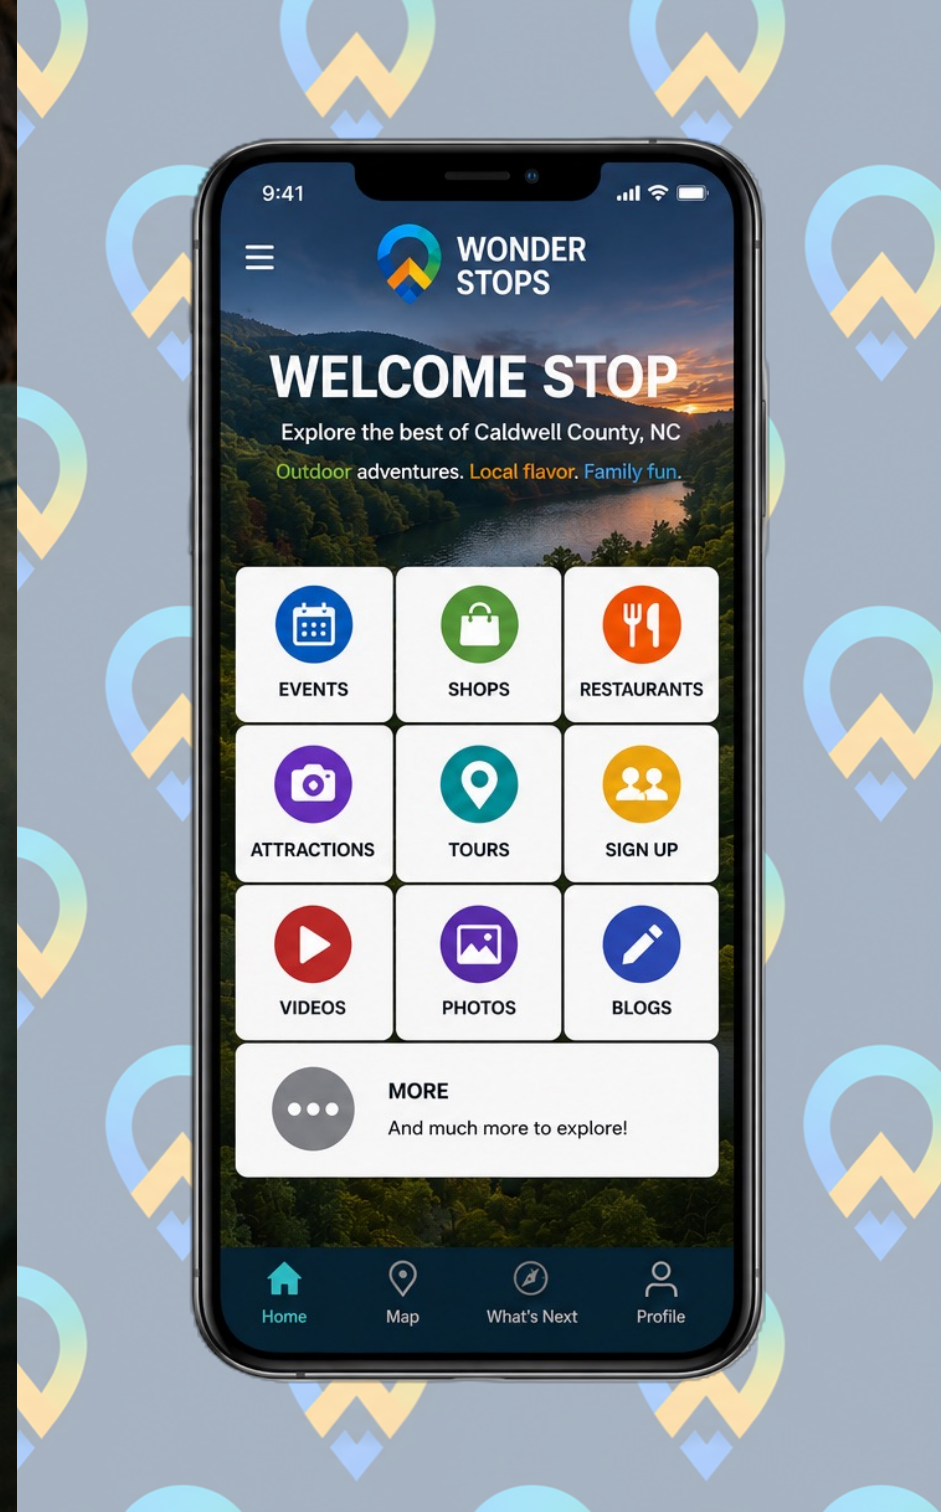 9:41
WONDER
STOPS
WELCOME STOP
Explore the best of Caldwell County, NC
Outdoor adventures. Local flavor. Family fun.
EVENTS
SHOPS
RESTAURANTS
ATTRACTIONS
TOURS
SIGN UP
VIDEOS
PHOTOS
BLOGS
MORE
And much more to explore!
Home
Map
What's Next
Profile